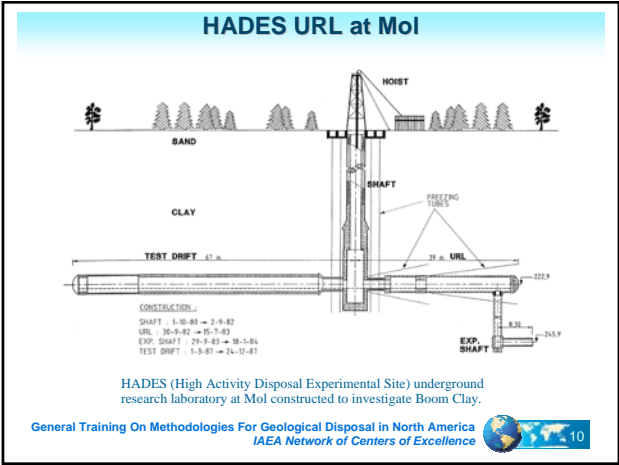 HADES URL at Mol
HOIST
SAND
SHAFT
FREEZING
TUBES
CLAY
TEST DRIFT 67 m.
29 m. URL
222,9
CONSTRUCTION :
SHAFT : 1-10-80 → 2-9-82
URL : 30-9-82 → 15-7-83
EXP. SHAFT : 29-9-83 → 18-1-84
TEST DRIFT : 1-3-87 → 24-12-87
8.30
245,9
EXP.
SHAFT
HADES (High Activity Disposal Experimental Site) underground
research laboratory at Mol constructed to investigate Boom Clay.
General Training On Methodologies For Geological Disposal in North America
IAEA Network of Centers of Excellence
10